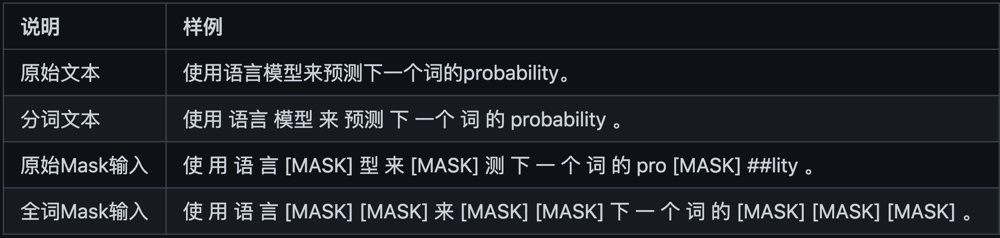 说明 样例
原始文本 使用语言模型来预测下一个词的probability。
分词文本 使用 语言 模型 来 预测 下 一个 词 的 probability 。
原始Mask输入 使 用 语 言 [MASK] 型 来 [MASK] 测 下 一 个 词 的 pro [MASK] ##lity 。
全词Mask输入 使 用 语 言 [MASK] [MASK] 来 [MASK] [MASK] 下 一 个 词 的 [MASK] [MASK] [MASK] 。